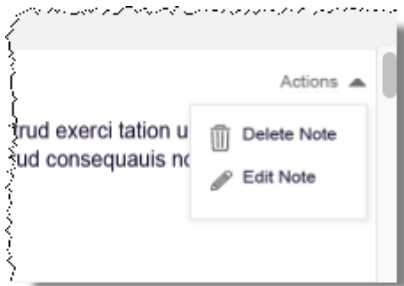 Actions
trud exerci tation u
Delete Note
ud consequauis no
Edit Note